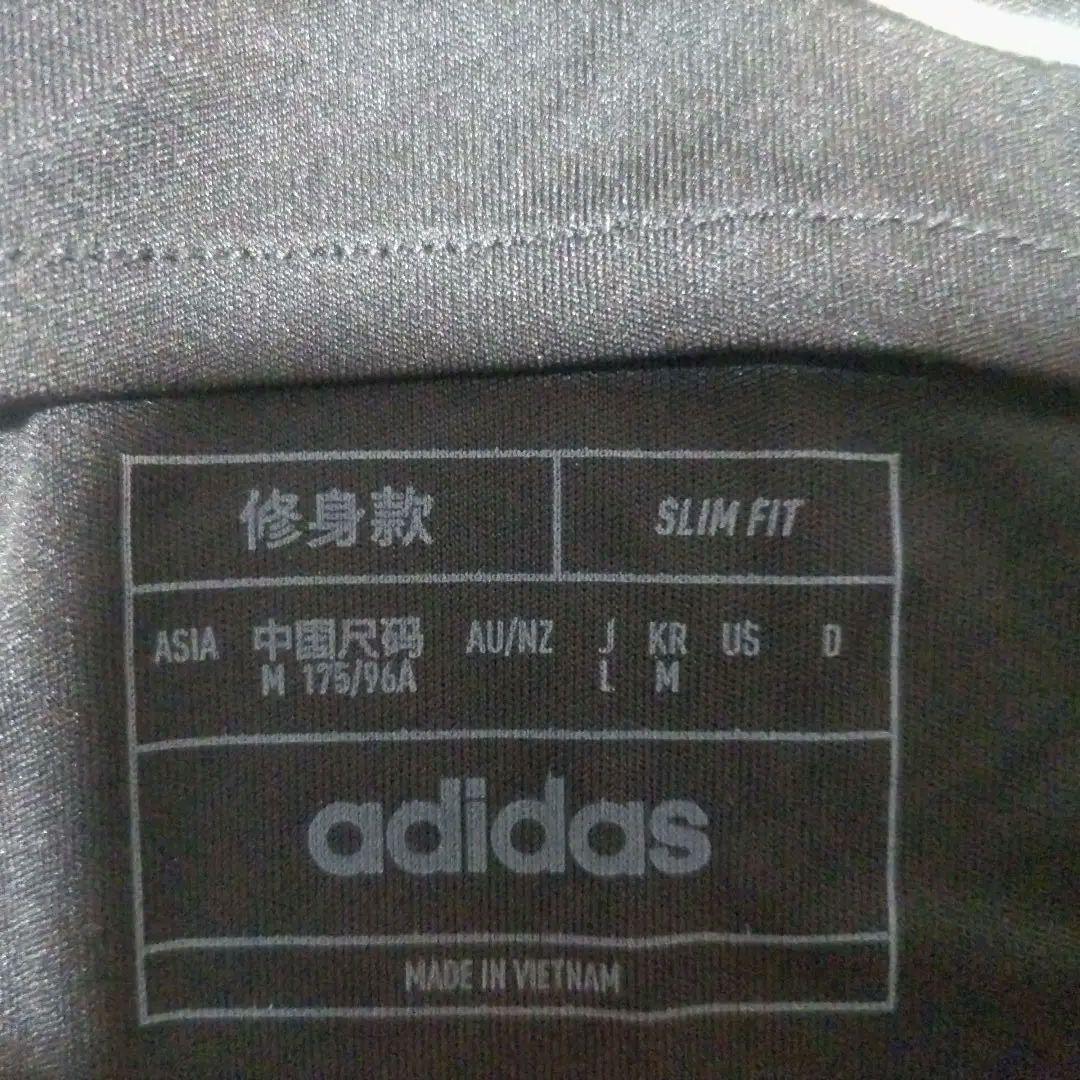 修身款 SLIM FIT
ASIA 中国尺码 AU/NZ J KR US D
M 175/96A L M
adidas
MADE IN VIETNAM